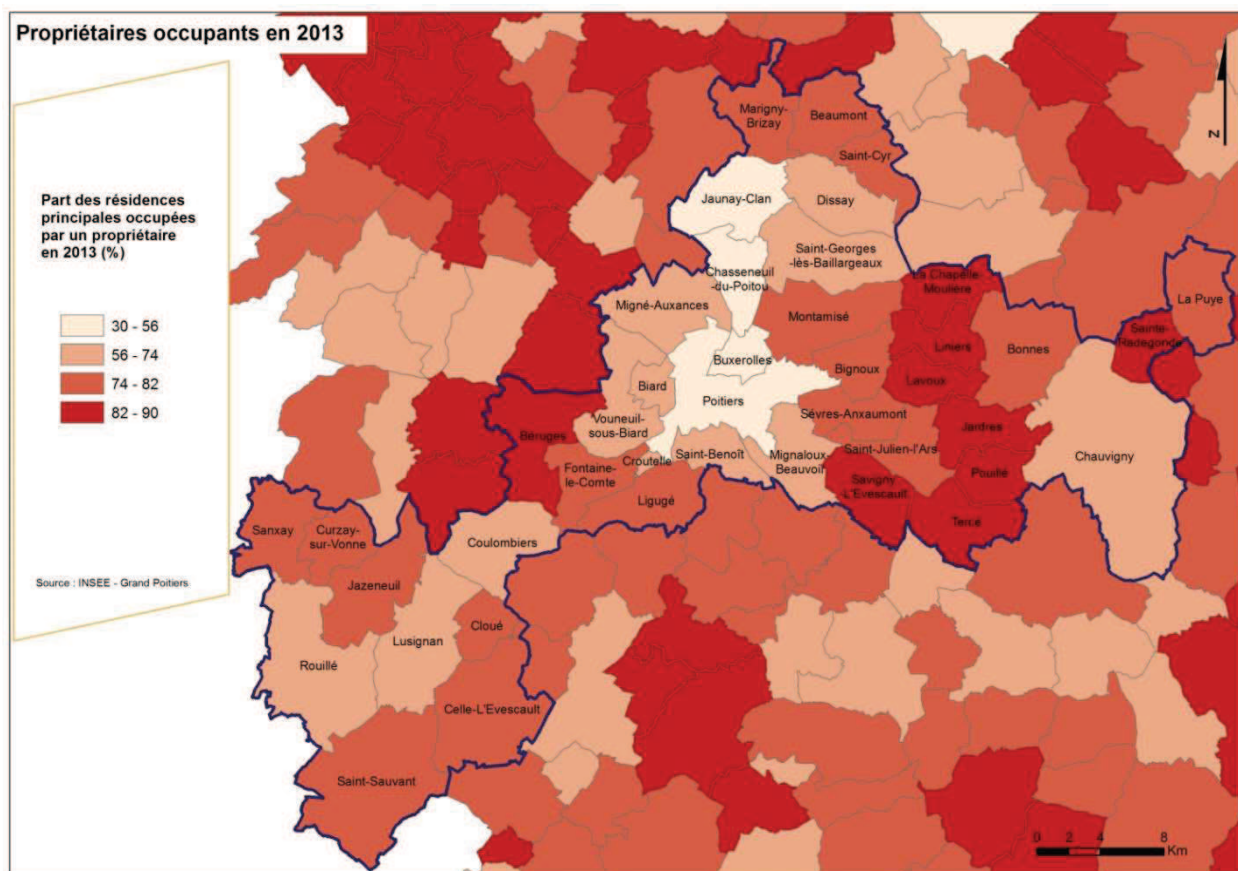 Propriétaires occupants en 2013
Part des résidences
principales occupées
par un propriétaire
en 2013 (%)
30 - 56
56 - 74
74 - 82
82 - 90
Source : INSEE - Grand Poitiers
N
Marigny-
Brizay
Beaumont
Saint-Cyr
Jaunay-Clan
Dissay
Saint-Georges
-lès-Baillargeaux
Chasseneuil
-du-Poitou
La Chapelle-
Moulière
La Puye
Migné-Auxances
Montamisé
Sainte-
Radegonde
Liniers
Bonnes
Buxerolles
Bignoux
Lavoux
Biard
Poitiers
Sèvres-Anxaumont
Vouneuil-
sous-Biard
Jardres
Béruges
Saint-Julien-l'Ars
Saint-Benoît
Mignaloux-
Beauvoir
Chauvigny
Croutelle
Fontaine-
le-Comte
Pouillé
Savigny
L'Evescault
Ligugé
Tercé
Sanxay
Curzay-
sur-Vonne
Coulombiers
Jazeneuil
Cloué
Lusignan
Rouillé
Celle-L'Evescault
Saint-Sauvant
0 2 4 8
Km